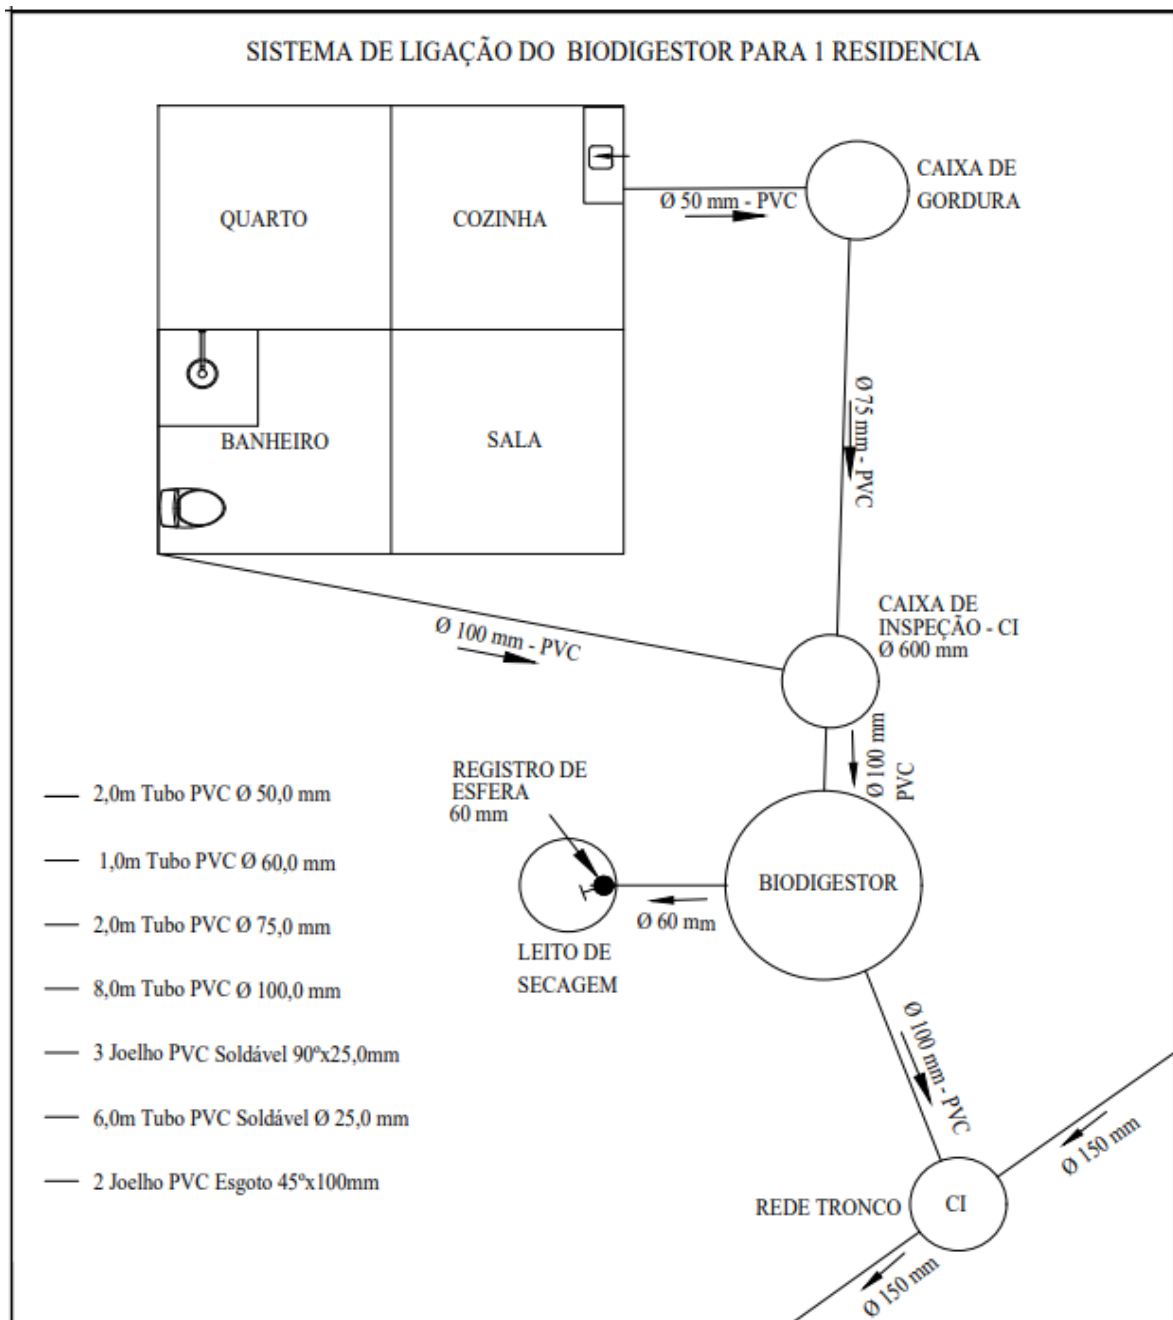 SISTEMA DE LIGAÇÃO DO BIODIGESTOR PARA 1 RESIDENCIA
CAIXA DE
GORDURA
Ø 50 mm - PVC
QUARTO
COZINHA
Ø 75 mm - PVC
BANHEIRO
SALA
CAIXA DE
INSPEÇÃO - CI
Ø 600 mm
Ø 100 mm - PVC
Ø 100 mm
PVC
REGISTRO DE
ESFERA
60 mm
BIODIGESTOR
Ø 60 mm
LEITO DE
SECAGEM
Ø 100 mm - PVC
Ø 150 mm
REDE TRONCO
CI
Ø 150 mm
2,0m Tubo PVC Ø 50,0 mm
1,0m Tubo PVC Ø 60,0 mm
2,0m Tubo PVC Ø 75,0 mm
8,0m Tubo PVC Ø 100,0 mm
3 Joelho PVC Soldável 90ºx25,0mm
6,0m Tubo PVC Soldável Ø 25,0 mm
2 Joelho PVC Esgoto 45ºx100mm